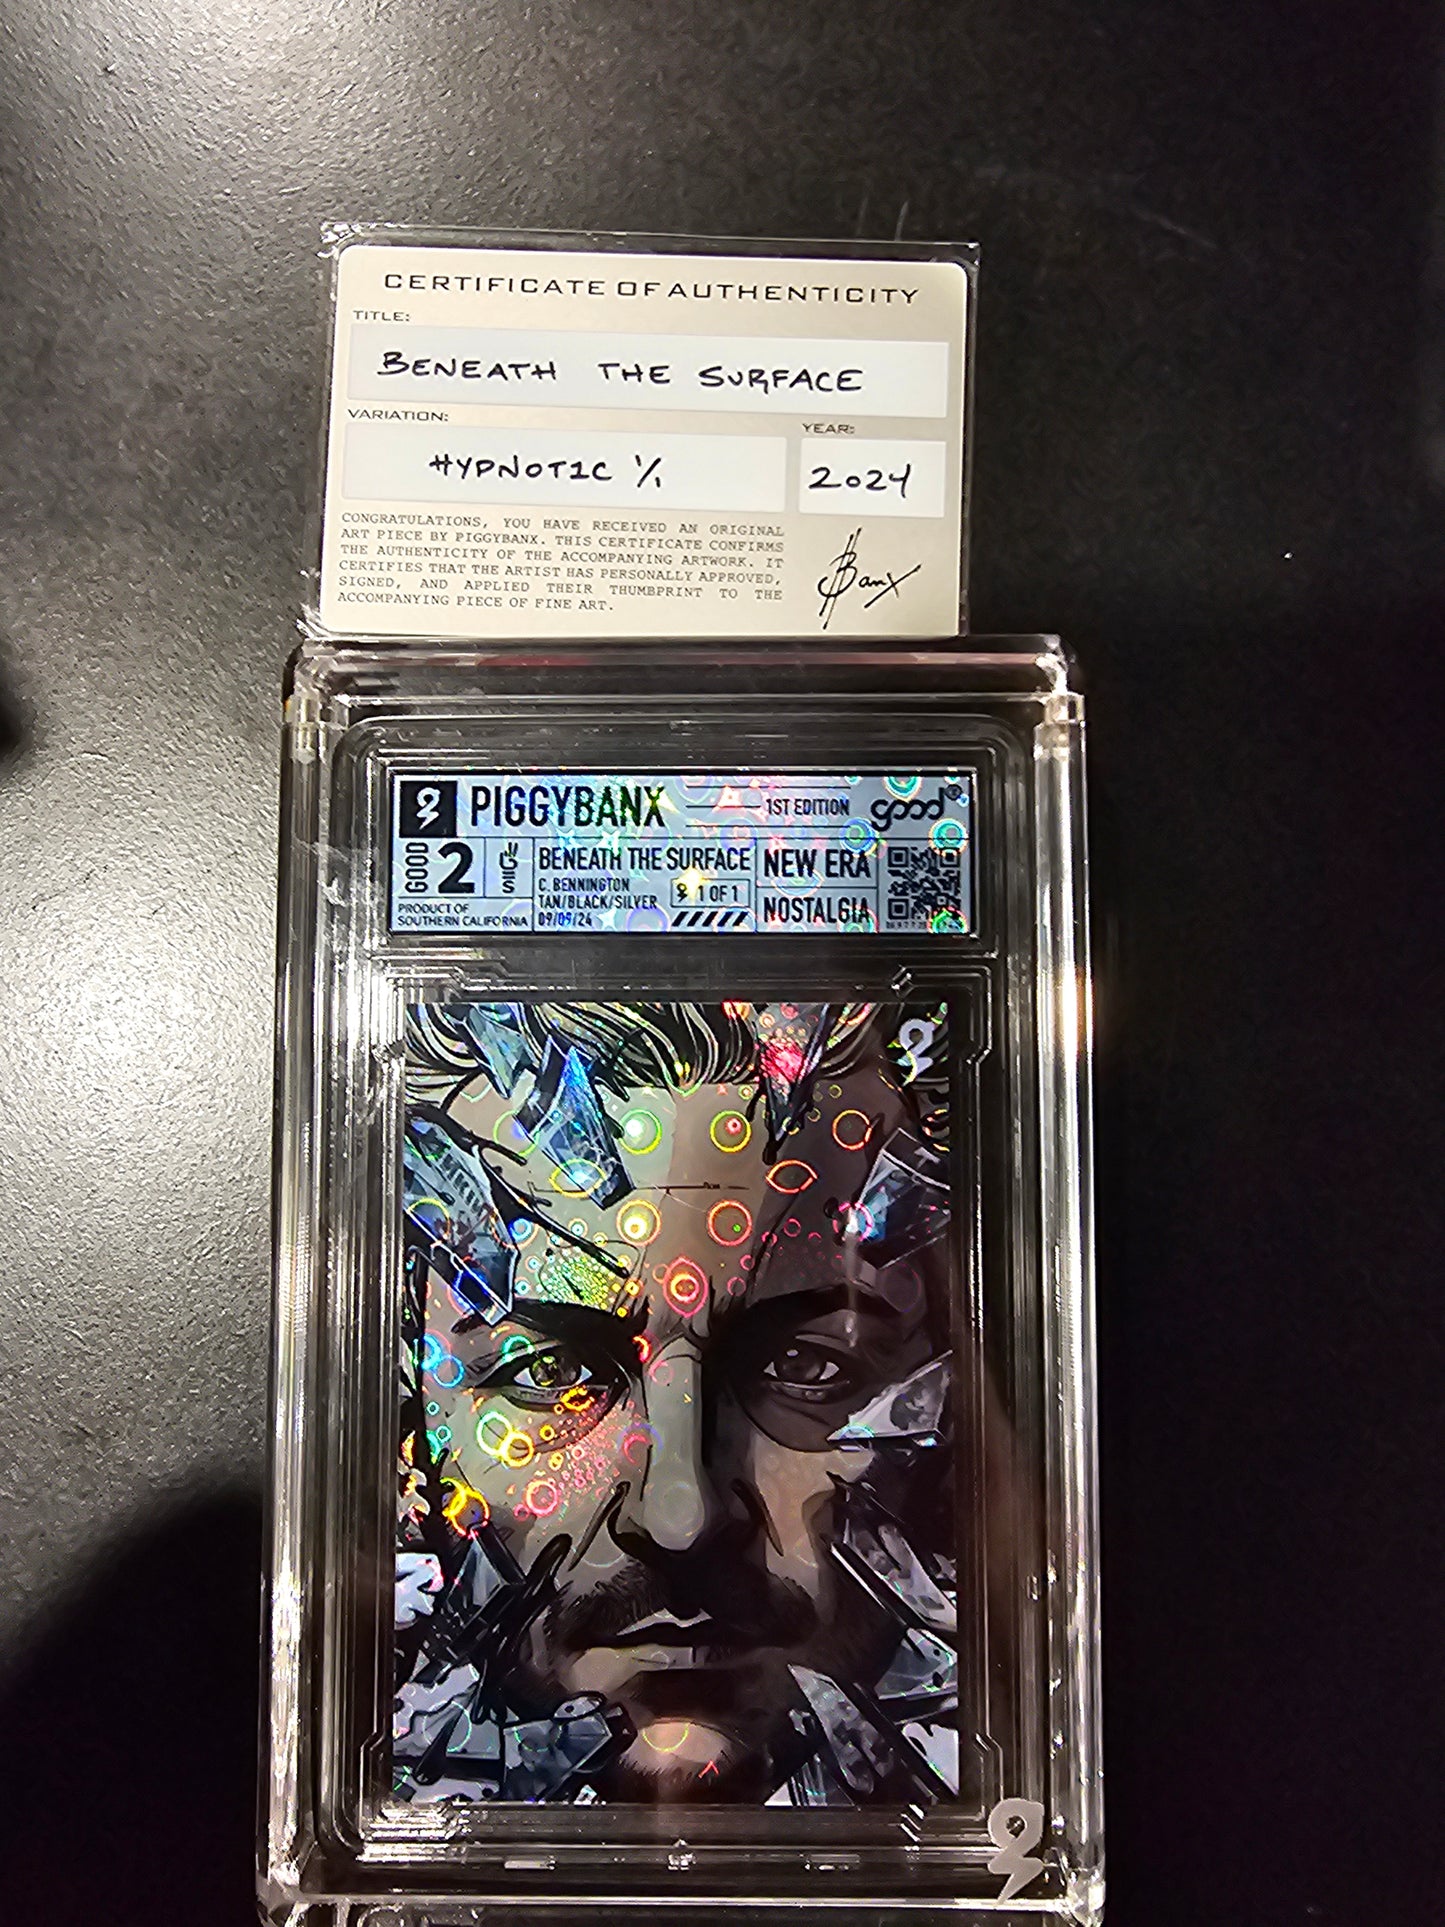 CERTIFICATE OF AUTHENTICITY
TITLE:
BENEATH THE SURFACE
VARIATION:
YEAR:
HYPNOTIC 1/1
2024
CONGRATULATIONS, YOU HAVE RECEIVED AN ORIGINAL
ART PIECE BY PIGGYBANX. THIS CERTIFICATE CONFIRMS
THE AUTHENTICITY OF THE ACCOMPANYING ARTWORK. IT
CERTIFIES THAT THE ARTIST HAS PERSONALLY APPROVED,
SIGNED, AND APPLIED THEIR THUMBPRINT TO THE
ACCOMPANYING PIECE OF FINE ART.
$BanX
PIGGYBANX
1ST EDITION
good®
GOOD 2
BENEATH THE SURFACE
C. BENNINGTON
TAN/BLACK/SILVER
09/09/24
1 OF 1
NEW ERA
NOSTALGIA
PRODUCT OF
SOUTHERN CALIFORNIA